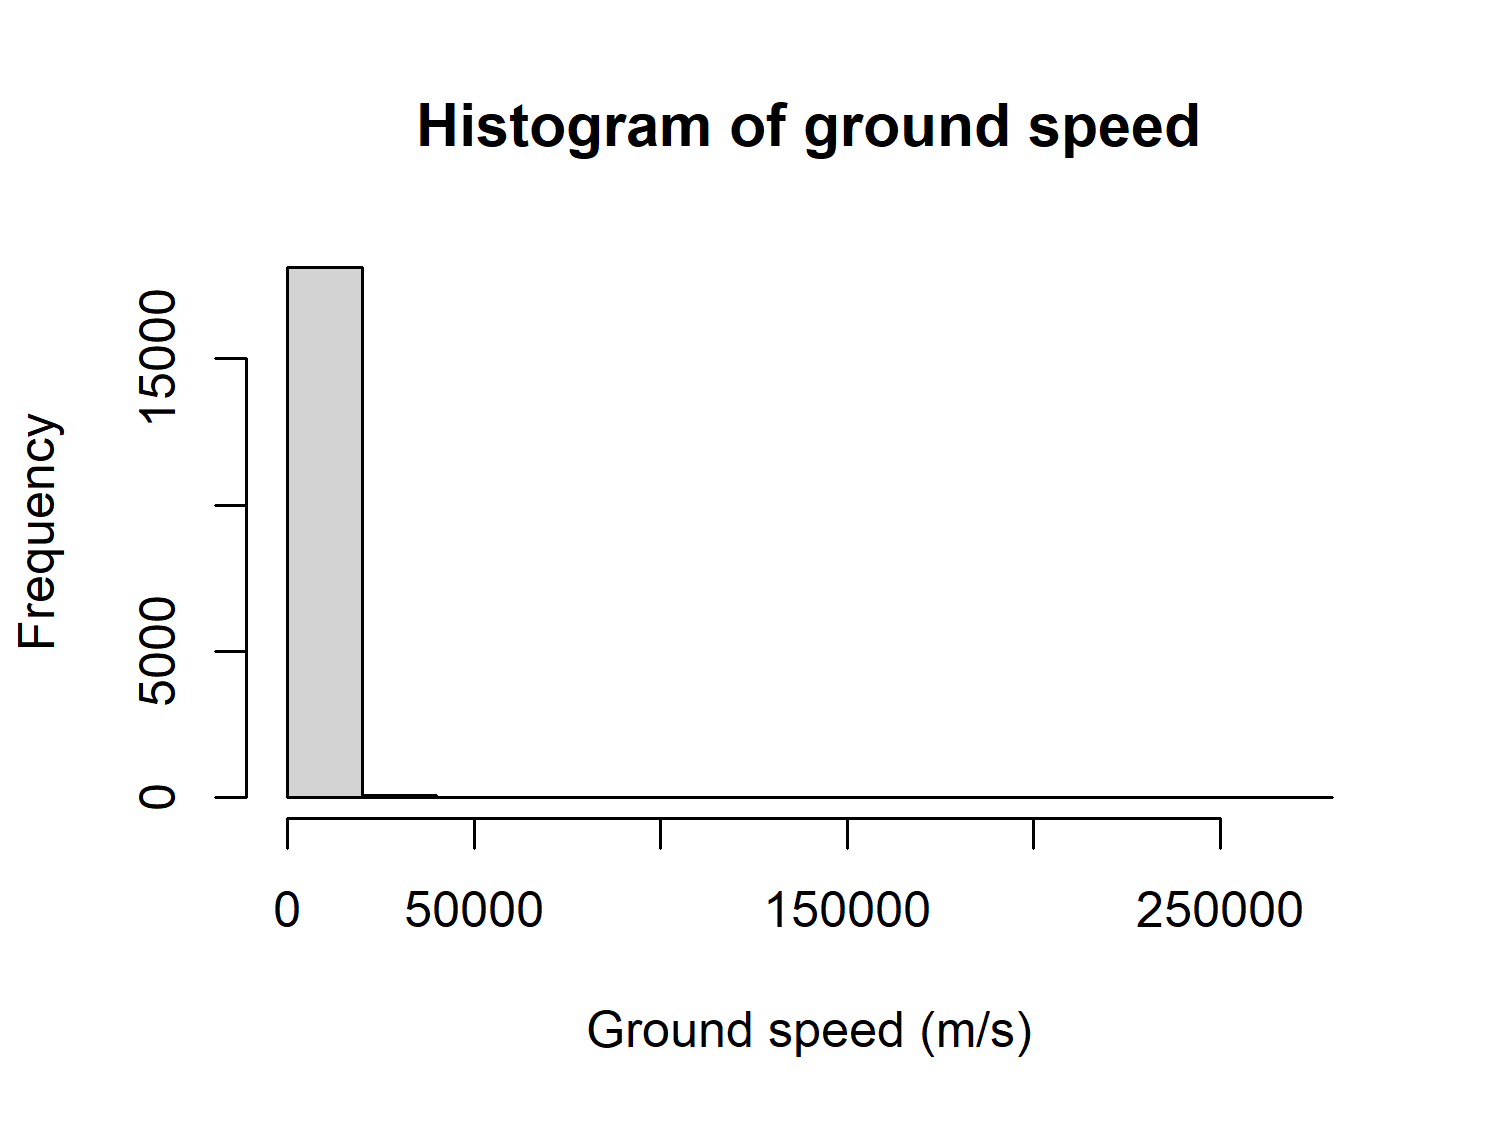 Histogram of ground speed
Frequency
15000
5000
0
0 50000 150000 250000
Ground speed (m/s)